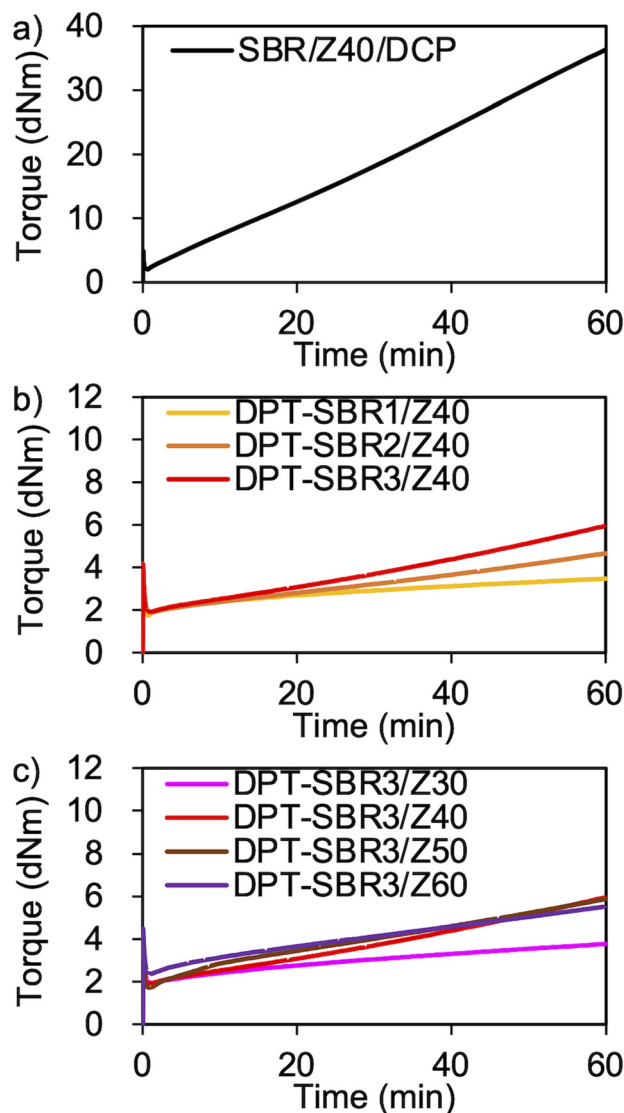 a)
SBR/Z40/DCP
Torque (dNm)
40
30
20
10
0
0 20 40 60
Time (min)
b)
DPT-SBR1/Z40
DPT-SBR2/Z40
DPT-SBR3/Z40
Torque (dNm)
12
10
8
6
4
2
0
0 20 40 60
Time (min)
c)
DPT-SBR3/Z30
DPT-SBR3/Z40
DPT-SBR3/Z50
DPT-SBR3/Z60
Torque (dNm)
12
10
8
6
4
2
0
0 20 40 60
Time (min)